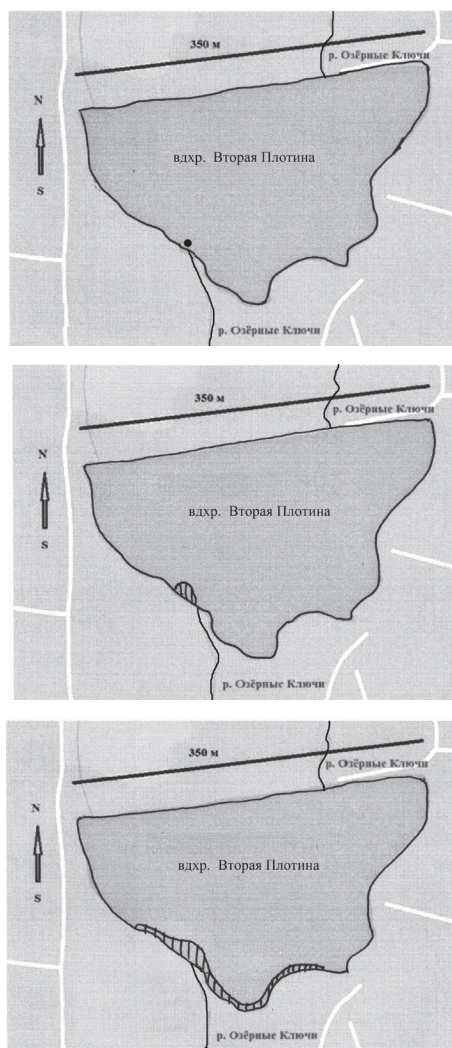 350 м
р. Озёрные Ключи
N
вдхр. Вторая Плотина
S
р. Озёрные Ключи
350 м
р. Озёрные Ключи
N
вдхр. Вторая Плотина
S
р. Озёрные Ключи
350 м
р. Озёрные Ключи
N
вдхр. Вторая Плотина
S
р. Озёрные Ключи